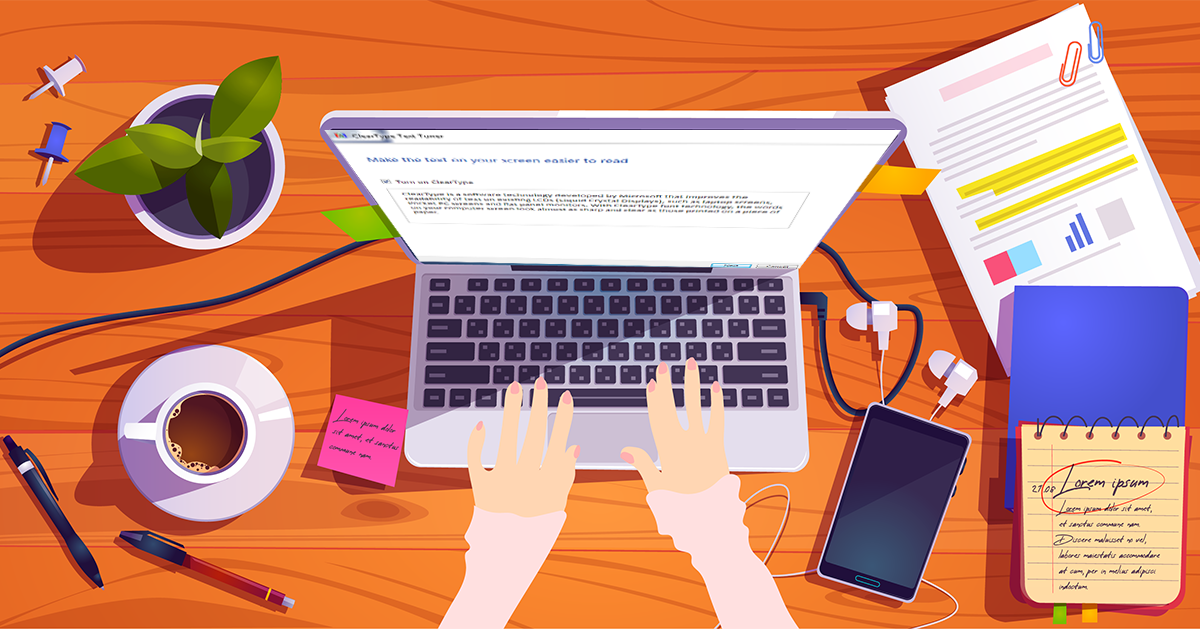 ClearType Text Tuner
Make the text on your screen easier to read
Turn on ClearType
ClearType is a software technology developed by Microsoft that improves the
readability of text on existing LCDs (Liquid Crystal Displays), such as laptop screens,
Pocket PC screens and flat panel monitors. With ClearType font technology, the words
on your computer screen look almost as sharp and clear as those printed on a piece of
paper.
Next Cancel
Lorem ipsum dolor
sit amet, et sanctus
commune nam.
27.08 Lorem ipsum
Lorem ipsum dolor sit amet,
et sanctus commune nam.
Discere maluisset no vel,
labores maiestatis accommodare
at cum, per in melius adipisci
indoctum.